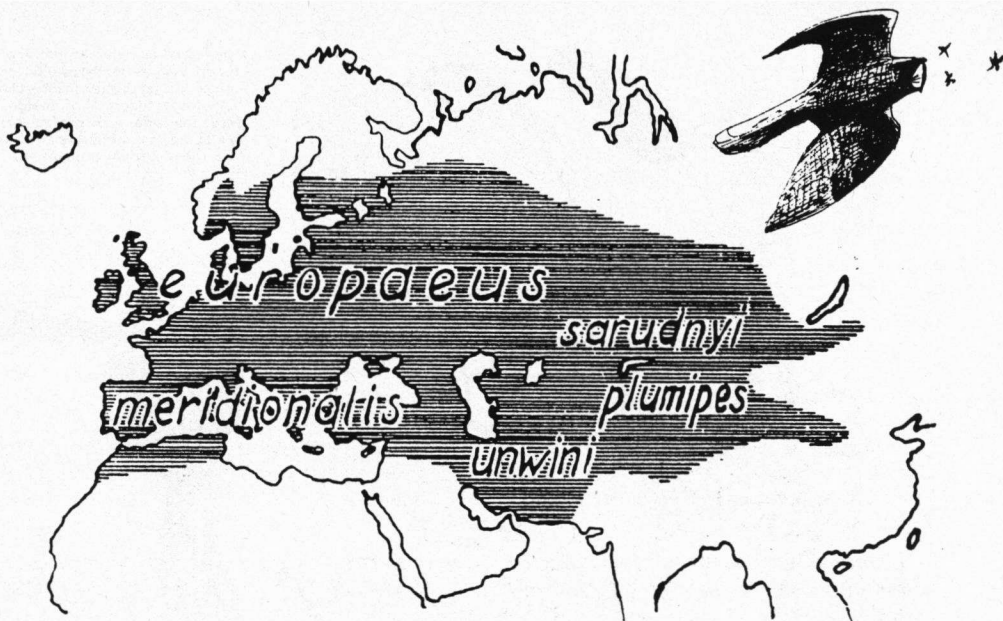 europaeus
sarudnyi
plumipes
meridionalis
unwini